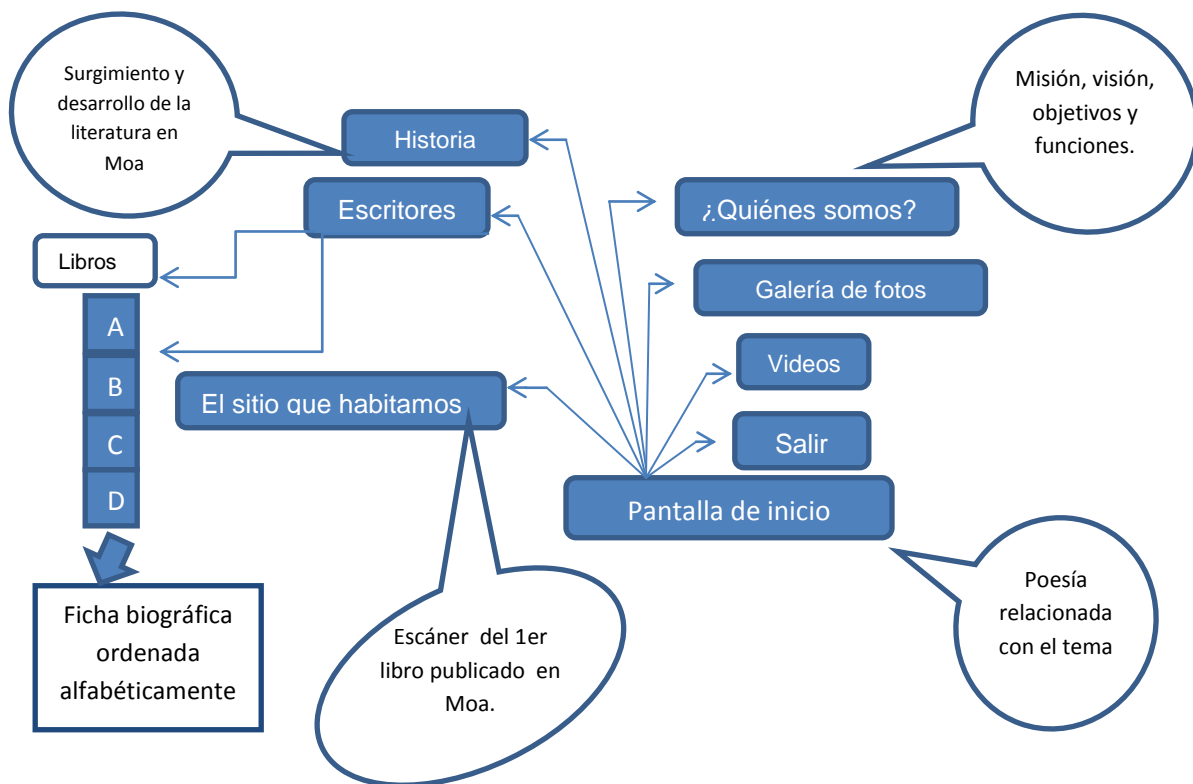 Surgimiento y
desarrollo de la
literatura en
Moa
Historia
Misión, visión,
objetivos y
funciones.
Escritores
¿Quiénes somos?
Libros
Galería de fotos
A
B
C
D
Videos
El sitio que habitamos
Salir
Pantalla de inicio
Ficha biográfica
ordenada
alfabéticamente
Escáner del 1er
libro publicado en
Moa.
Poesía
relacionada
con el tema